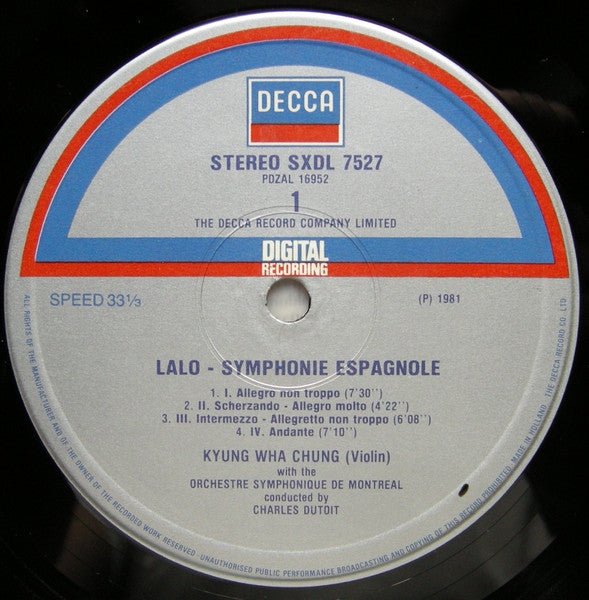 DECCA
STEREO SXDL 7527
PDZAL 16952
1
THE DECCA RECORD COMPANY LIMITED
DIGITAL
RECORDING
SPEED 33⅓
(P) 1981
LALO - SYMPHONIE ESPAGNOLE
1. I. Allegro non troppo (7'30'')
2. II. Scherzando - Allegro molto (4'22'')
3. III. Intermezzo - Allegretto non troppo (6'08'')
4. IV. Andante (7'10'')
KYUNG WHA CHUNG (Violin)
with the
ORCHESTRE SYMPHONIQUE DE MONTREAL
conducted by
CHARLES DUTOIT
ALL RIGHTS OF THE MANUFACTURER AND OF THE OWNER OF THE RECORDED WORK RESERVED · UNAUTHORISED PUBLIC PERFORMANCE BROADCASTING AND COPYING OF THIS RECORD PROHIBITED. MADE IN HOLLAND. THE DECCA RECORD CO. LTD.